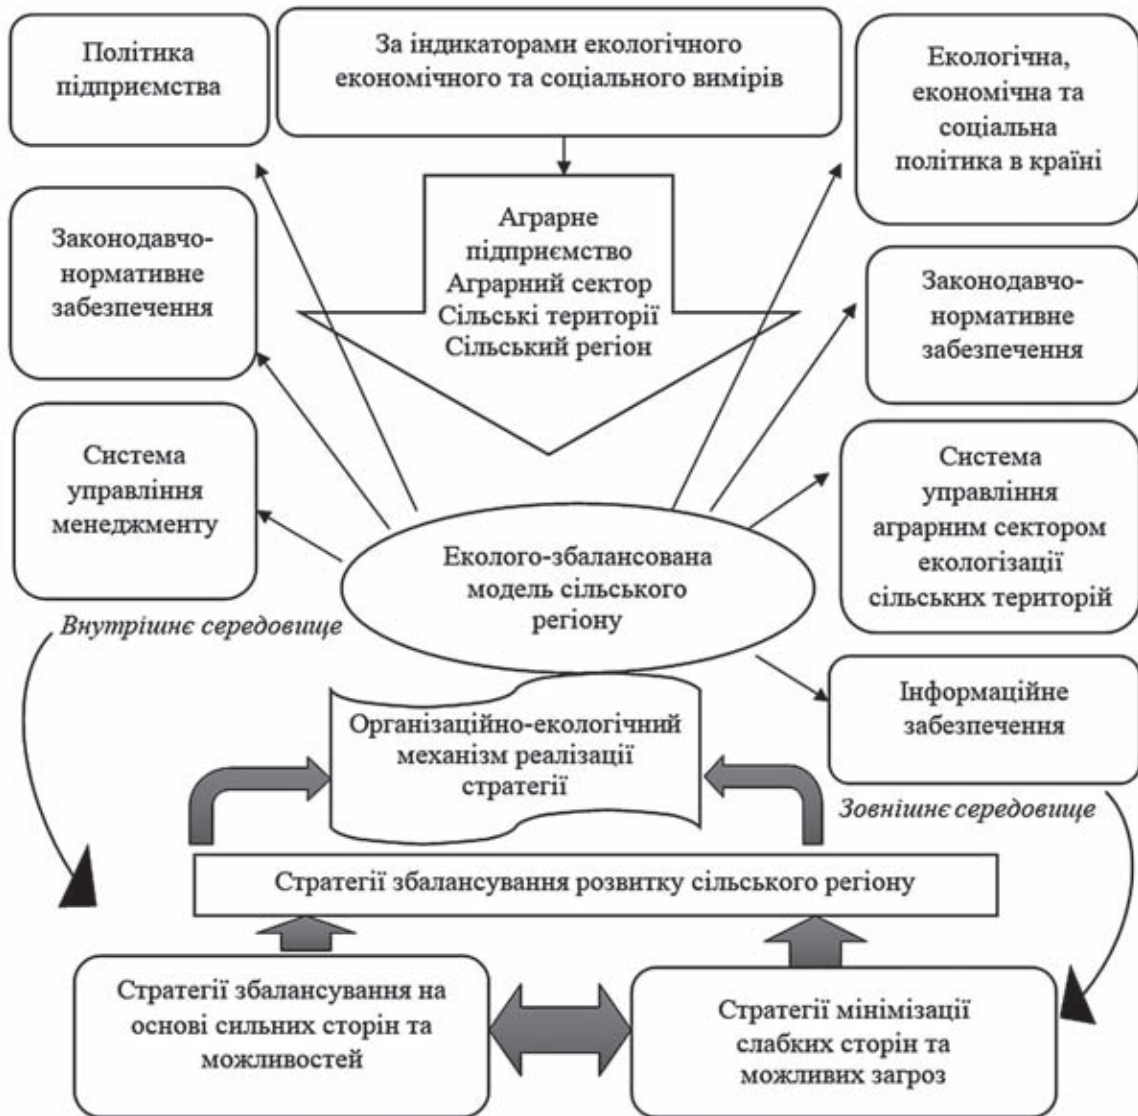 Політика
підприємства
За індикаторами екологічного
економічного та соціального вимірів
Екологічна,
економічна та
соціальна
політика в країні
Законодавчо-
нормативне
забезпечення
Аграрне
підприємство
Аграрний сектор
Сільські території
Сільський регіон
Законодавчо-
нормативне
забезпечення
Система
управління
менеджменту
Еколого-збалансована
модель сільського
регіону
Система
управління
аграрним сектором
екологізації
сільських територій
Внутрішнє середовище
Організаційно-екологічний
механізм реалізації
стратегії
Інформаційне
забезпечення
Зовнішнє середовище
Стратегії збалансування розвитку сільського регіону
Стратегії збалансування на
основі сильних сторін та
можливостей
Стратегії мінімізації
слабких сторін та
можливих загроз